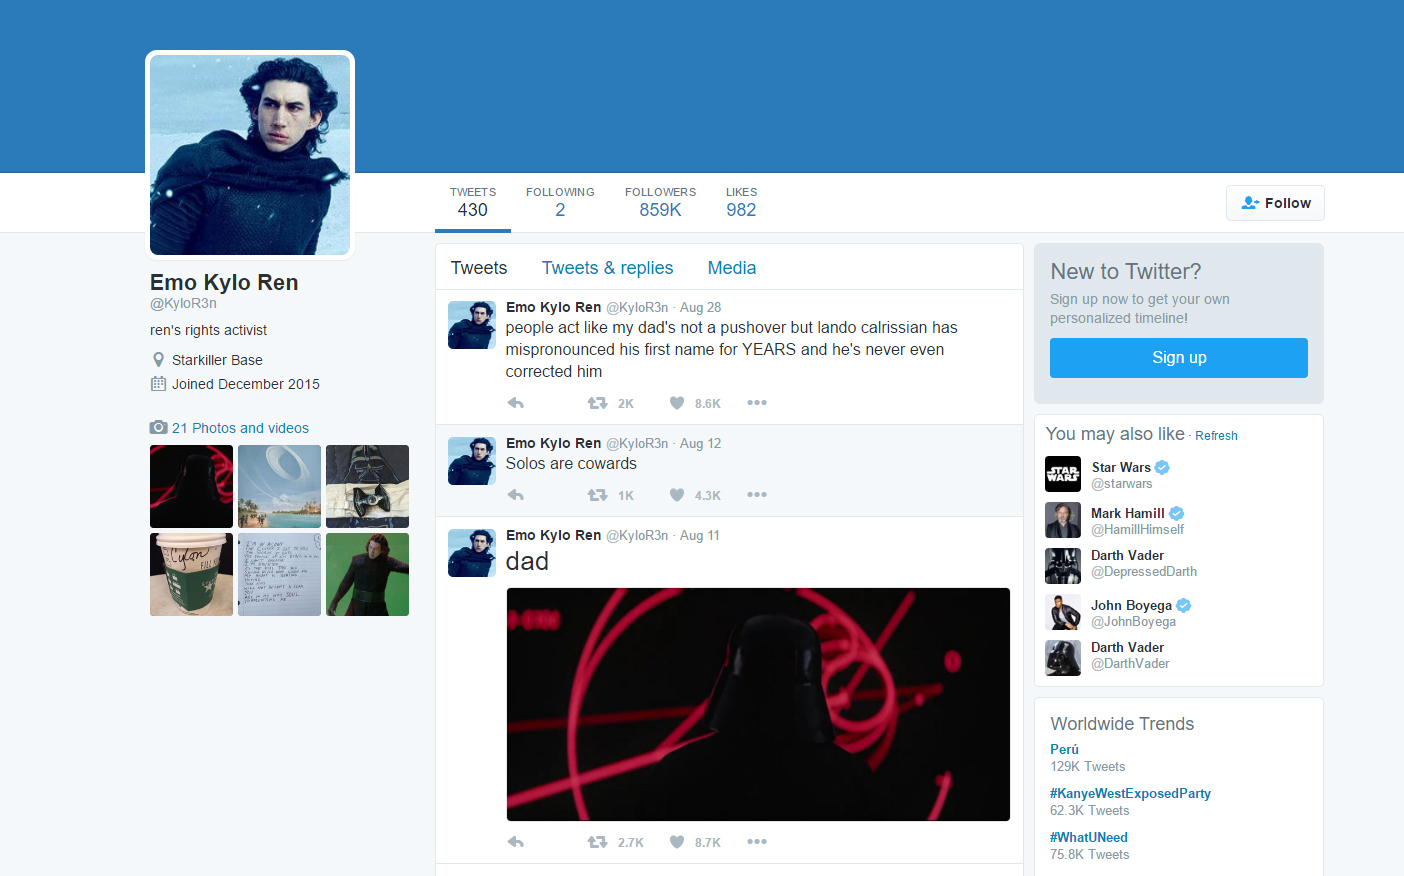 TWEETS
430
FOLLOWING
2
FOLLOWERS
859K
LIKES
982
Follow
Emo Kylo Ren
@KyloR3n
ren's rights activist
Starkiller Base
Joined December 2015
21 Photos and videos
Cylon
Tweets
Tweets & replies
Media
Emo Kylo Ren @KyloR3n · Aug 28
people act like my dad's not a pushover but lando calrissian has
mispronounced his first name for YEARS and he's never even
corrected him
2K
8.6K
Emo Kylo Ren @KyloR3n · Aug 12
Solos are cowards
1K
4.3K
Emo Kylo Ren @KyloR3n · Aug 11
dad
2.7K
8.7K
New to Twitter?
Sign up now to get your own
personalized timeline!
Sign up
You may also like · Refresh
STAR
WARS
Star Wars
@starwars
Mark Hamill
@HamillHimself
Darth Vader
@DepressedDarth
John Boyega
@JohnBoyega
Darth Vader
@DarthVader
Worldwide Trends
Perú
129K Tweets
#KanyeWestExposedParty
62.3K Tweets
#WhatUNeed
75.8K Tweets